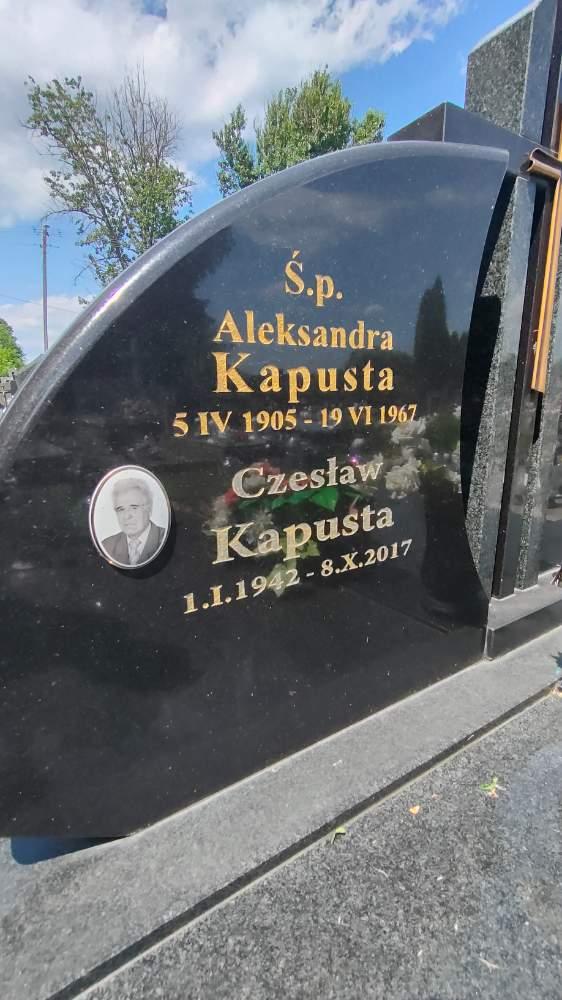 Ś.p.
Aleksandra
Kapusta
5 IV 1905 - 19 VI 1967
Czesław
Kapusta
1.I.1942 - 8.X.2017